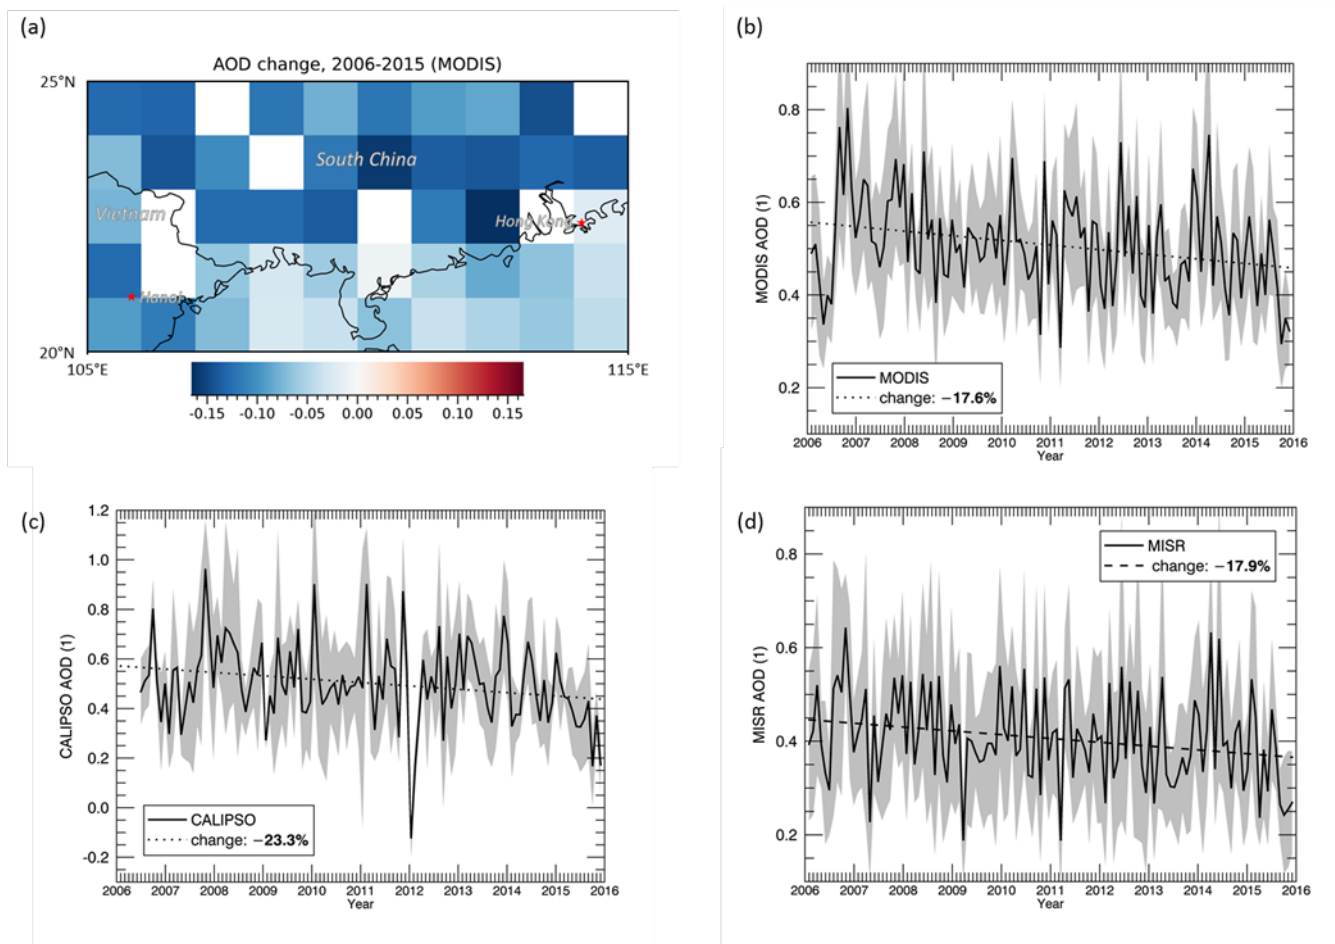 (a)
AOD change, 2006-2015 (MODIS)
25°N
South China
Vietnam
Hong Kong
Hanoi
20°N
105°E
115°E
-0.15 -0.10 -0.05 0.00 0.05 0.10 0.15
(b)
MODIS AOD (1)
0.8
0.6
0.4
0.2
MODIS
change: −17.6%
2006 2007 2008 2009 2010 2011 2012 2013 2014 2015 2016
Year
(c)
CALIPSO AOD (1)
1.2
1.0
0.8
0.6
0.4
0.2
0.0
-0.2
CALIPSO
change: −23.3%
2006 2007 2008 2009 2010 2011 2012 2013 2014 2015 2016
Year
(d)
MISR AOD (1)
0.8
0.6
0.4
0.2
MISR
change: −17.9%
2006 2007 2008 2009 2010 2011 2012 2013 2014 2015 2016
Year